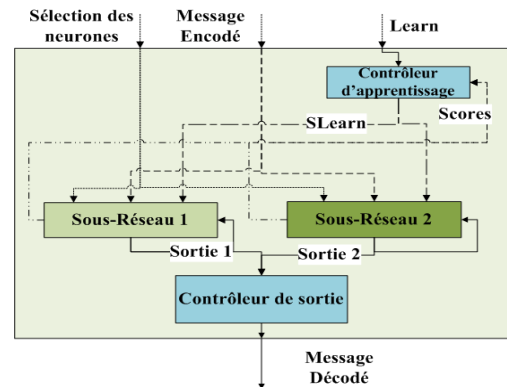 Sélection des
neurones
Message
Encodé
Learn
Contrôleur
d'apprentissage
Scores
SLearn
Sous-Réseau 1
Sous-Réseau 2
Sortie 1
Sortie 2
Contrôleur de sortie
Message
Décodé